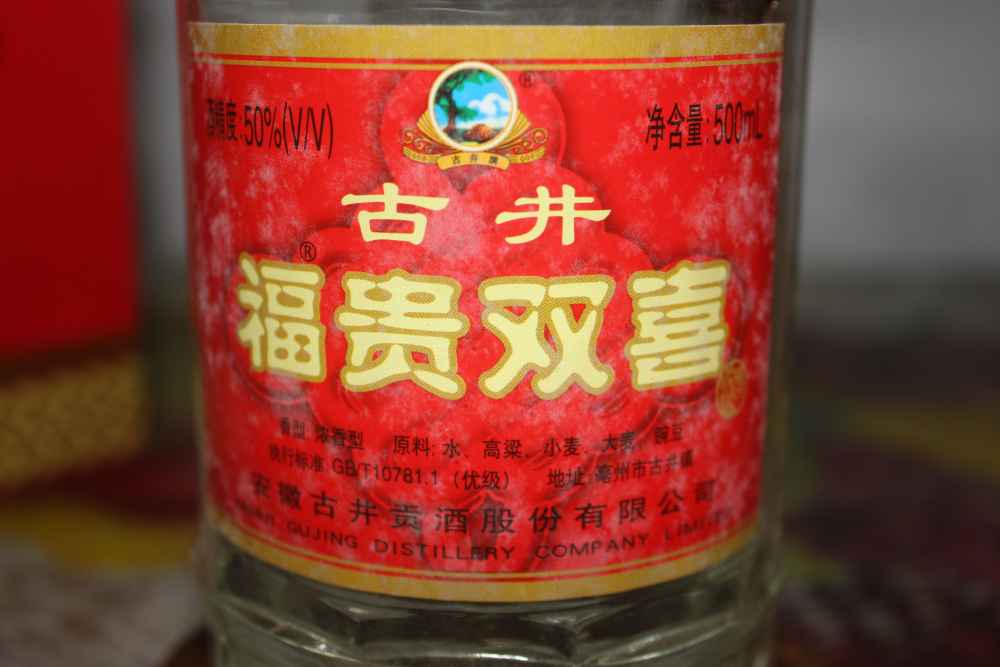 酒精度:50%(V/V)
净含量:500mL
古井牌
古井
福贵双喜
香型:浓香型 原料:水、高粱、小麦、大麦、豌豆
执行标准:GB/T10781.1（优级） 地址:亳州市古井镇
安徽古井贡酒股份有限公司
GUJING DISTILLERY COMPANY LIMITED